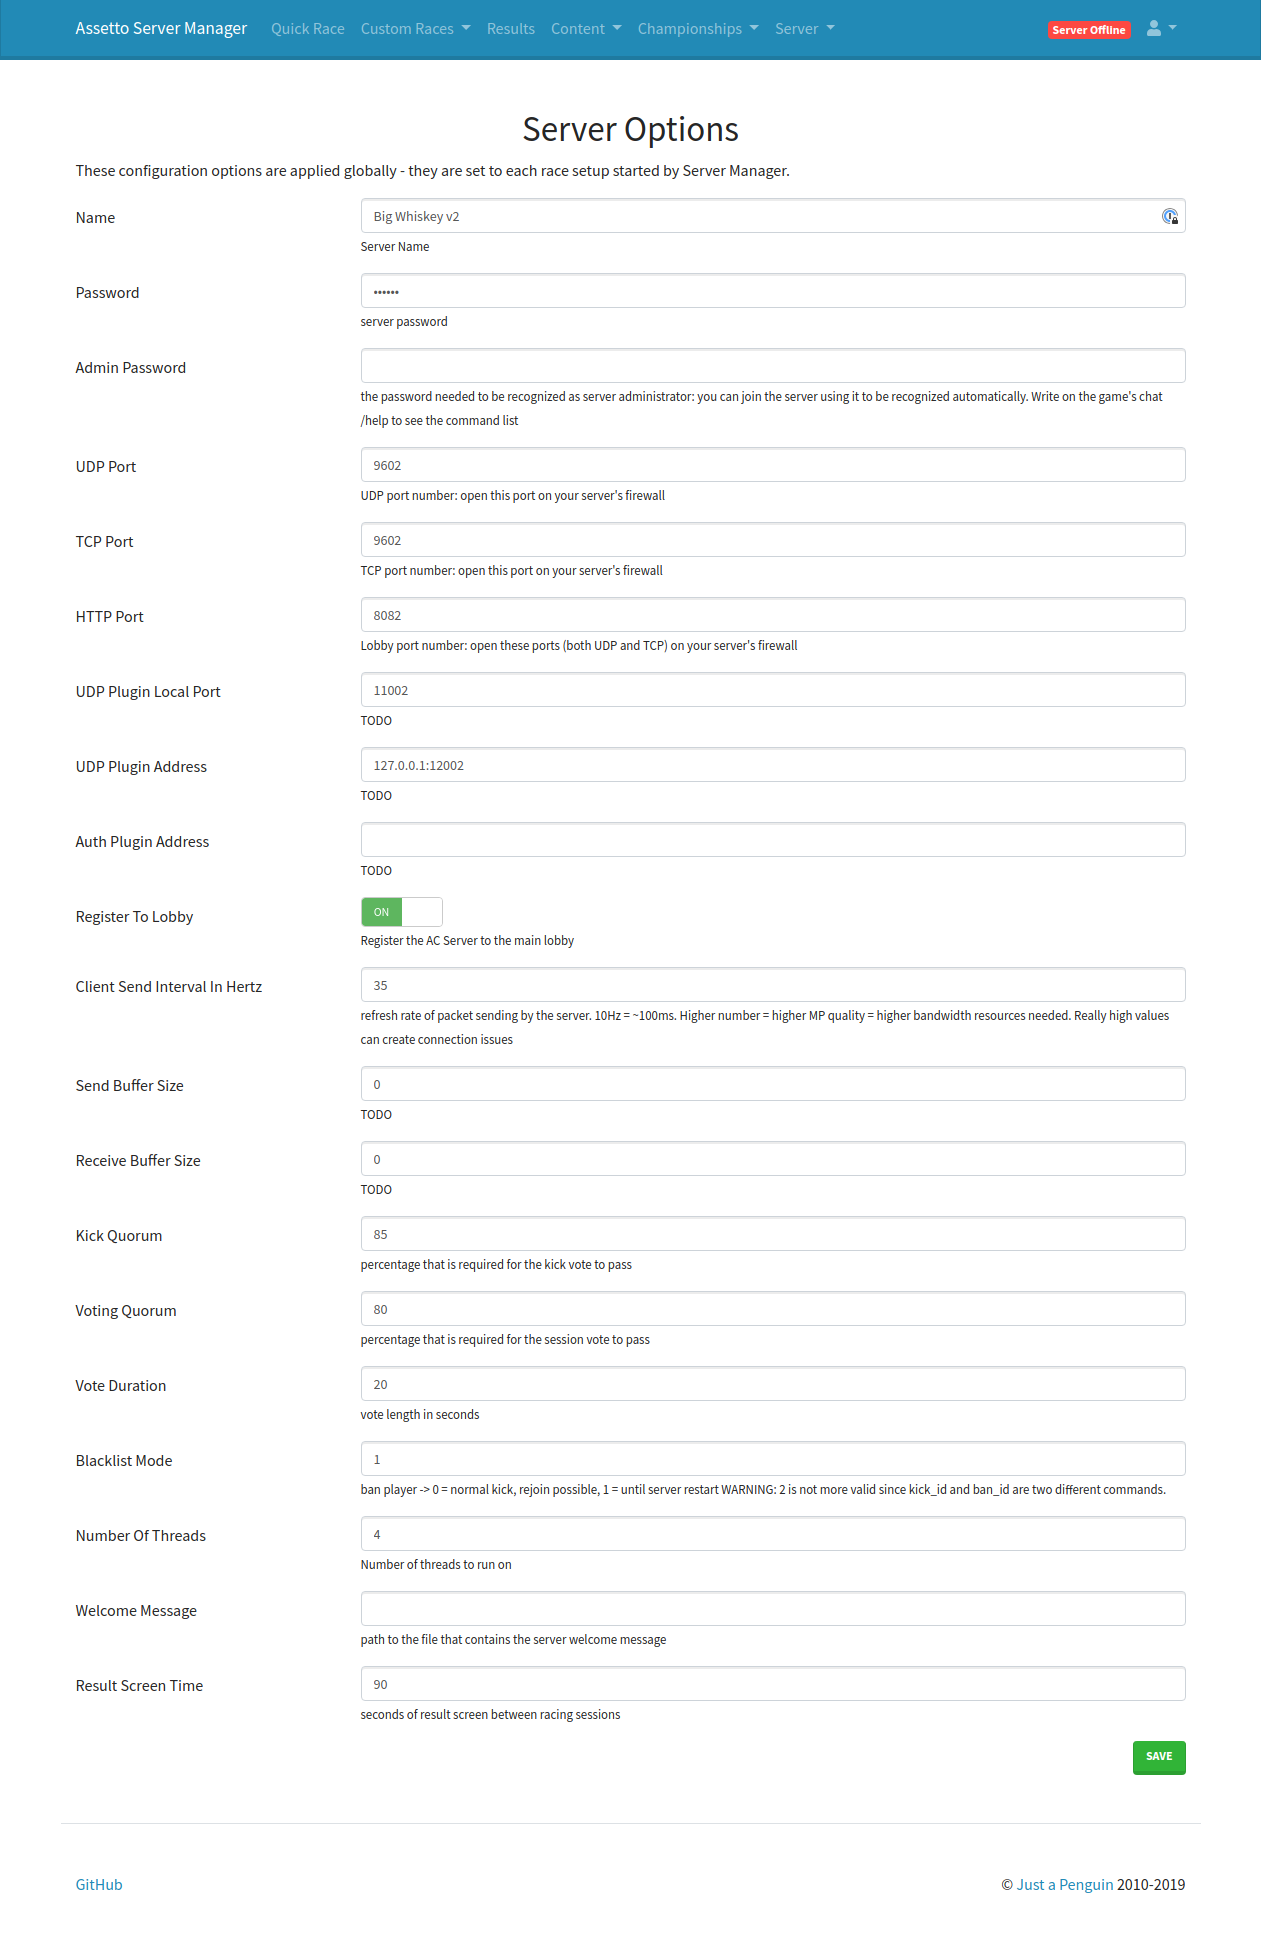 Assetto Server Manager Quick Race Custom Races Results Content Championships Server Server Offline
Server Options
These configuration options are applied globally - they are set to each race setup started by Server Manager.
Name
Big Whiskey v2
Server Name
Password
••••••
server password
Admin Password
the password needed to be recognized as server administrator: you can join the server using it to be recognized automatically. Write on the game's chat
/help to see the command list
UDP Port
9602
UDP port number: open this port on your server's firewall
TCP Port
9602
TCP port number: open this port on your server's firewall
HTTP Port
8082
Lobby port number: open these ports (both UDP and TCP) on your server's firewall
UDP Plugin Local Port
11002
TODO
UDP Plugin Address
127.0.0.1:12002
TODO
Auth Plugin Address
TODO
Register To Lobby
ON
Register the AC Server to the main lobby
Client Send Interval In Hertz
35
refresh rate of packet sending by the server. 10Hz = ~100ms. Higher number = higher MP quality = higher bandwidth resources needed. Really high values
can create connection issues
Send Buffer Size
0
TODO
Receive Buffer Size
0
TODO
Kick Quorum
85
percentage that is required for the kick vote to pass
Voting Quorum
80
percentage that is required for the session vote to pass
Vote Duration
20
vote length in seconds
Blacklist Mode
1
ban player -> 0 = normal kick, rejoin possible, 1 = until server restart WARNING: 2 is not more valid since kick_id and ban_id are two different commands.
Number Of Threads
4
Number of threads to run on
Welcome Message
path to the file that contains the server welcome message
Result Screen Time
90
seconds of result screen between racing sessions
SAVE
GitHub
© Just a Penguin 2010-2019